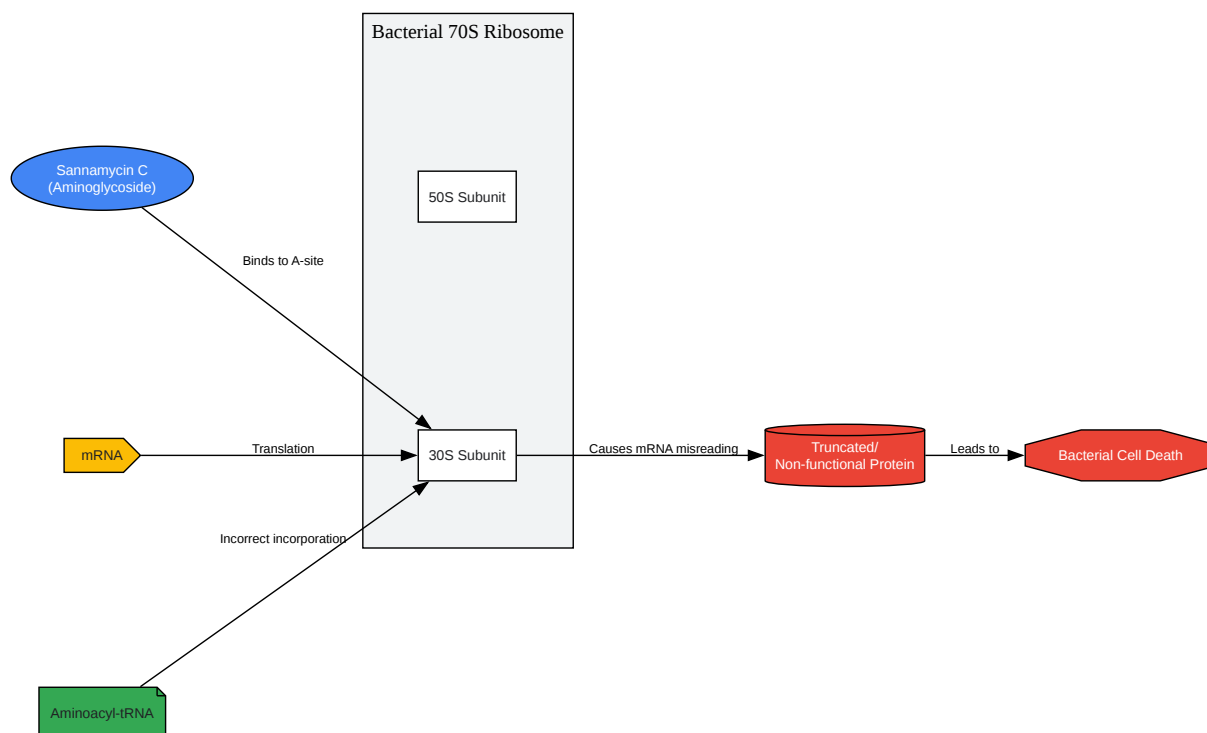 Bacterial 70S Ribosome
Sannamycin C
(Aminoglycoside)
50S Subunit
Binds to A-site
mRNA
Translation
30S Subunit
Causes mRNA misreading
Truncated/
Non-functional Protein
Leads to
Bacterial Cell Death
Incorrect incorporation
Aminoacyl-tRNA